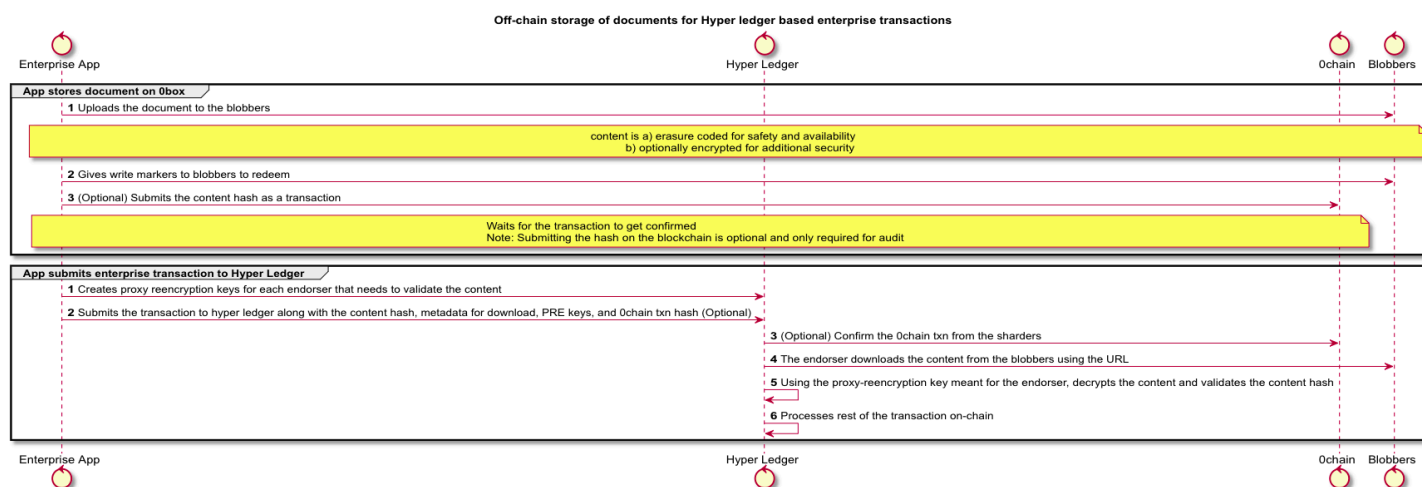 Off-chain storage of documents for Hyper ledger based enterprise transactions
Enterprise App
Hyper Ledger
0chain
Blobbers
App stores document on 0box
1 Uploads the document to the blobbers
content is a) erasure coded for safety and availability
b) optionally encrypted for additional security
2 Gives write markers to blobbers to redeem
3 (Optional) Submits the content hash as a transaction
Waits for the transaction to get confirmed
Note: Submitting the hash on the blockchain is optional and only required for audit
App submits enterprise transaction to Hyper Ledger
1 Creates proxy reencryption keys for each endorser that needs to validate the content
2 Submits the transaction to hyper ledger along with the content hash, metadata for download, PRE keys, and 0chain txn hash (Optional)
3 (Optional) Confirm the 0chain txn from the sharders
4 The endorser downloads the content from the blobbers using the URL
5 Using the proxy-reencryption key meant for the endorser, decrypts the content and validates the content hash
6 Processes rest of the transaction on-chain
Enterprise App
Hyper Ledger
0chain
Blobbers